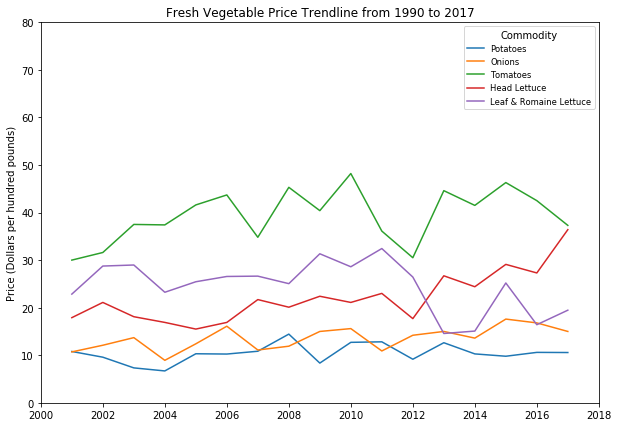 Fresh Vegetable Price Trendline from 1990 to 2017
Commodity
Potatoes
Onions
Tomatoes
Head Lettuce
Leaf & Romaine Lettuce
Price (Dollars per hundred pounds)
80
70
60
50
40
30
20
10
0
2000 2002 2004 2006 2008 2010 2012 2014 2016 2018